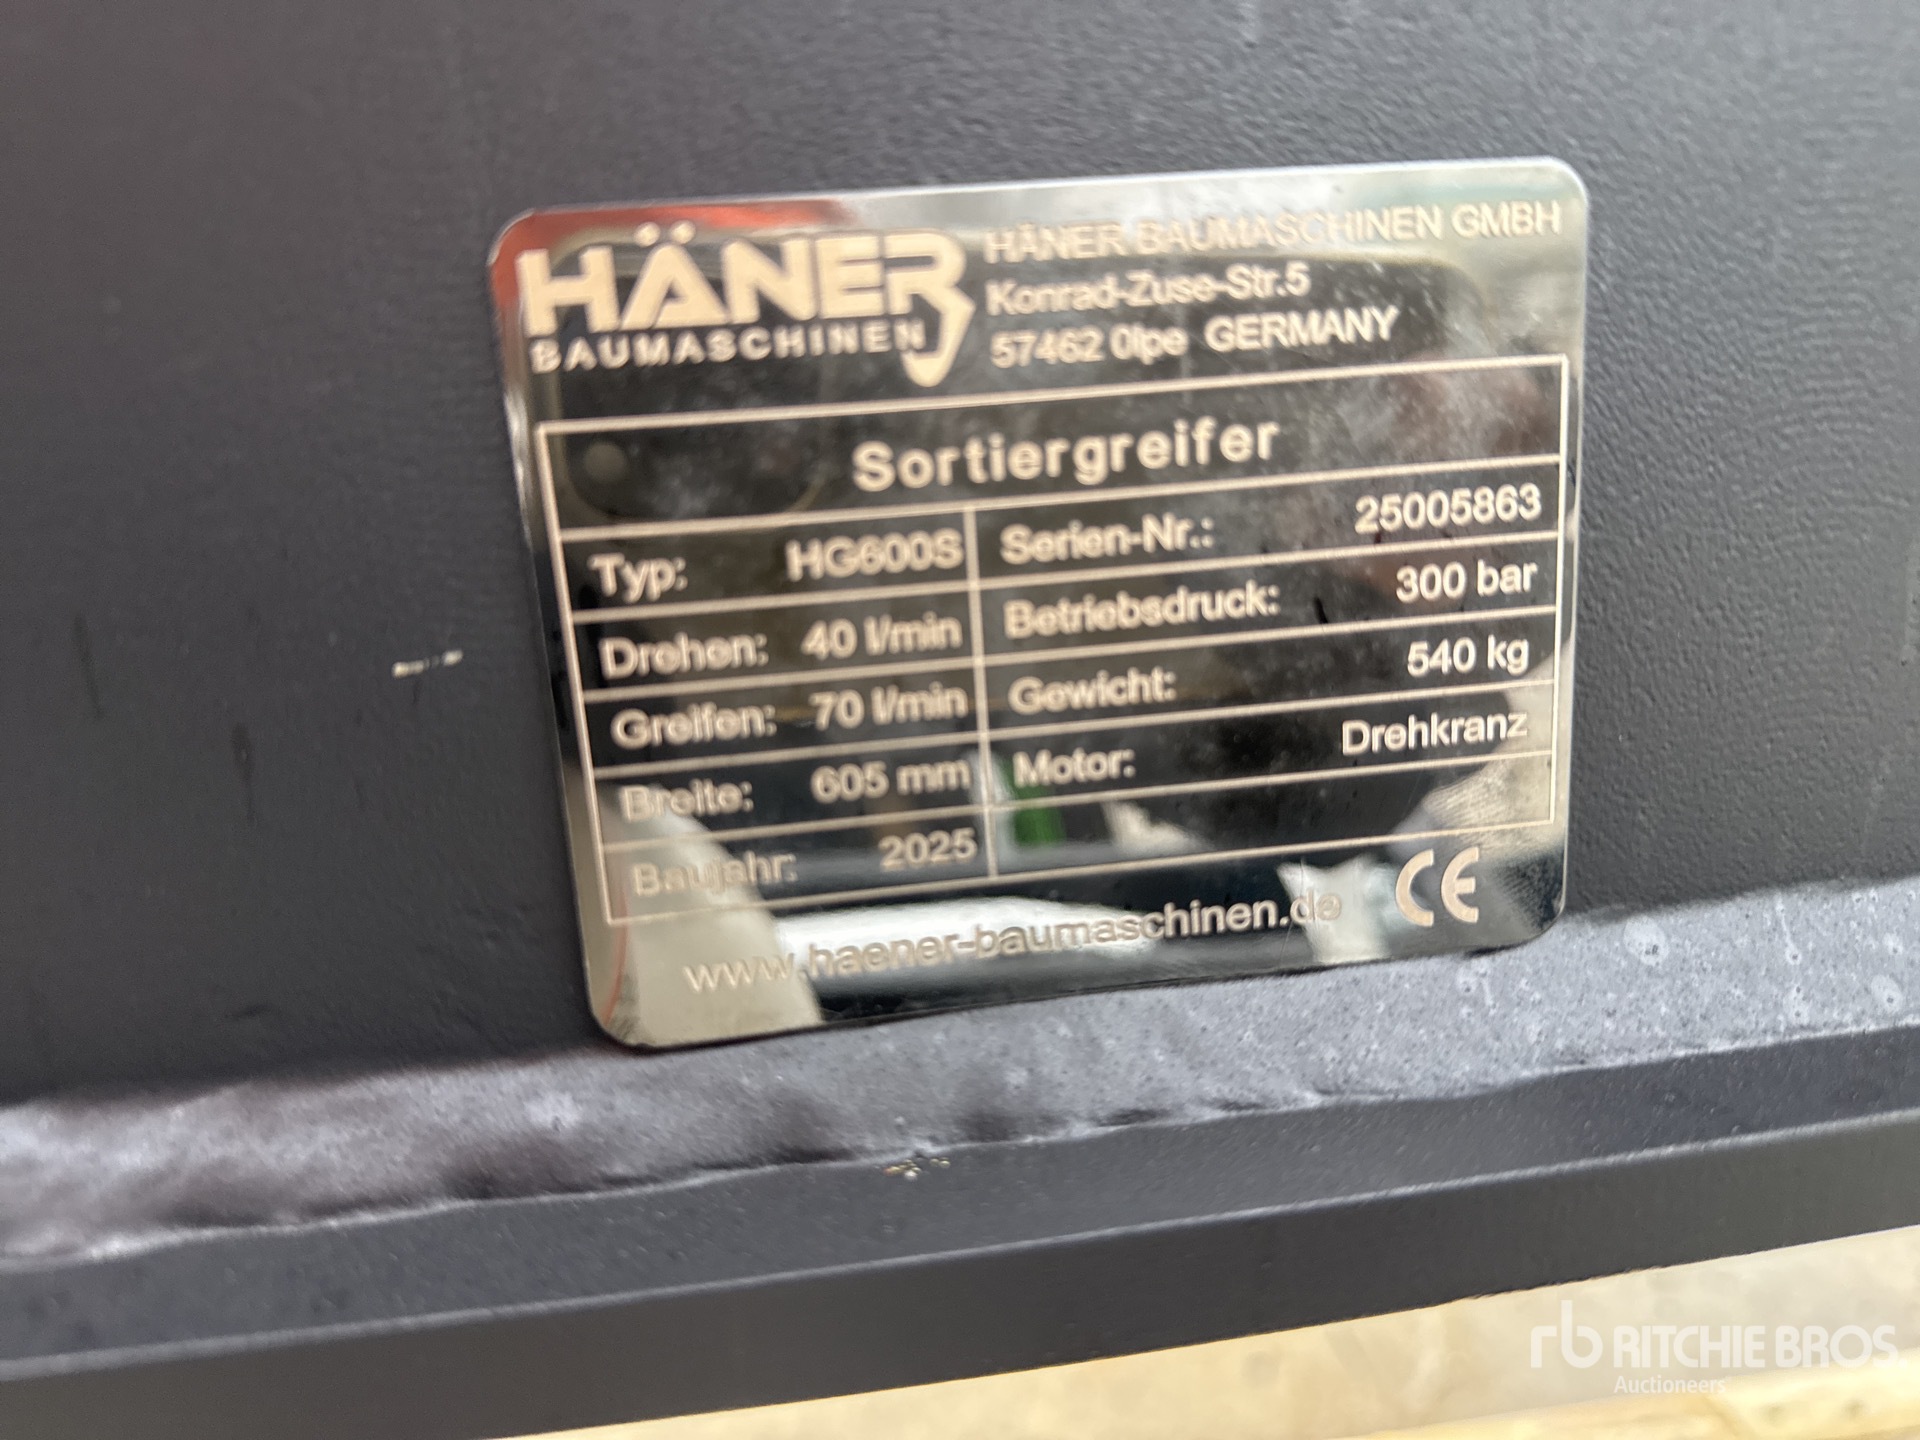 HÄNER
BAUMASCHINEN
HÄNER BAUMASCHINEN GMBH
Konrad-Zuse-Str.5
57462 Olpe GERMANY
Sortiergreifer
Typ: HG600S Serien-Nr.: 25005863
Drehen: 40 l/min Betriebsdruck: 300 bar
Greifen: 70 l/min Gewicht: 540 kg
Breite: 605 mm Motor: Drehkranz
Baujahr: 2025
www.haener-baumaschinen.de CE
rb RITCHIE BROS.
Auctioneers